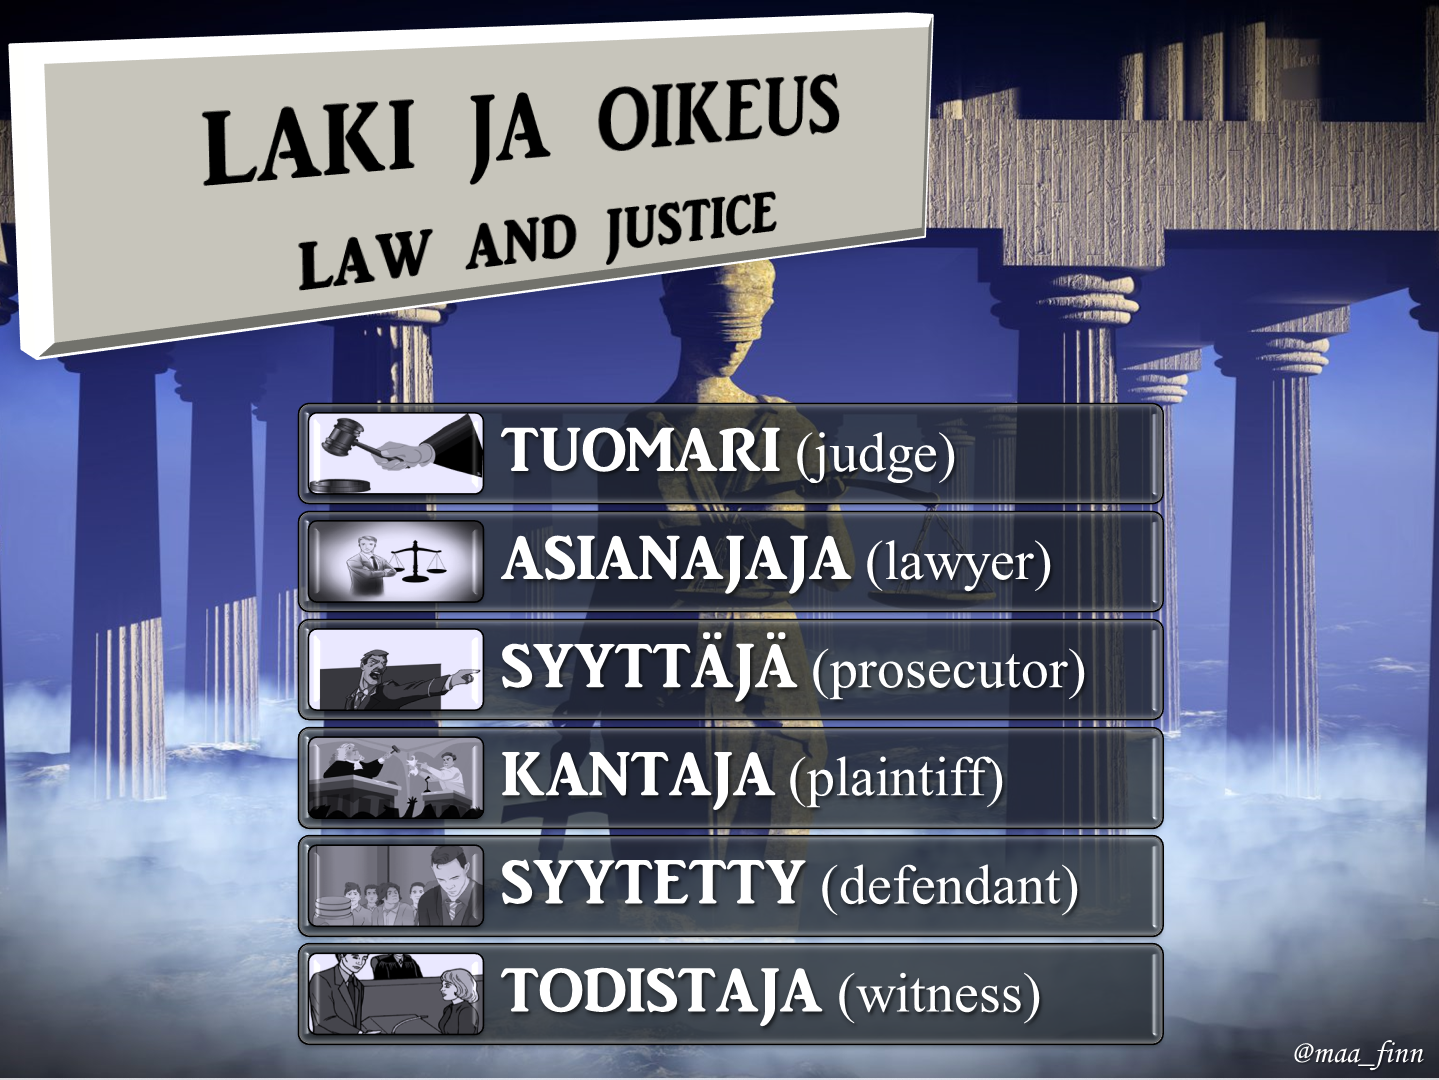 LAKI JA OIKEUS
LAW AND JUSTICE
TUOMARI (judge)
ASIANAJAJA (lawyer)
SYYTTÄJÄ (prosecutor)
KANTAJA (plaintiff)
SYYTETTY (defendant)
TODISTAJA (witness)
@maa_finn